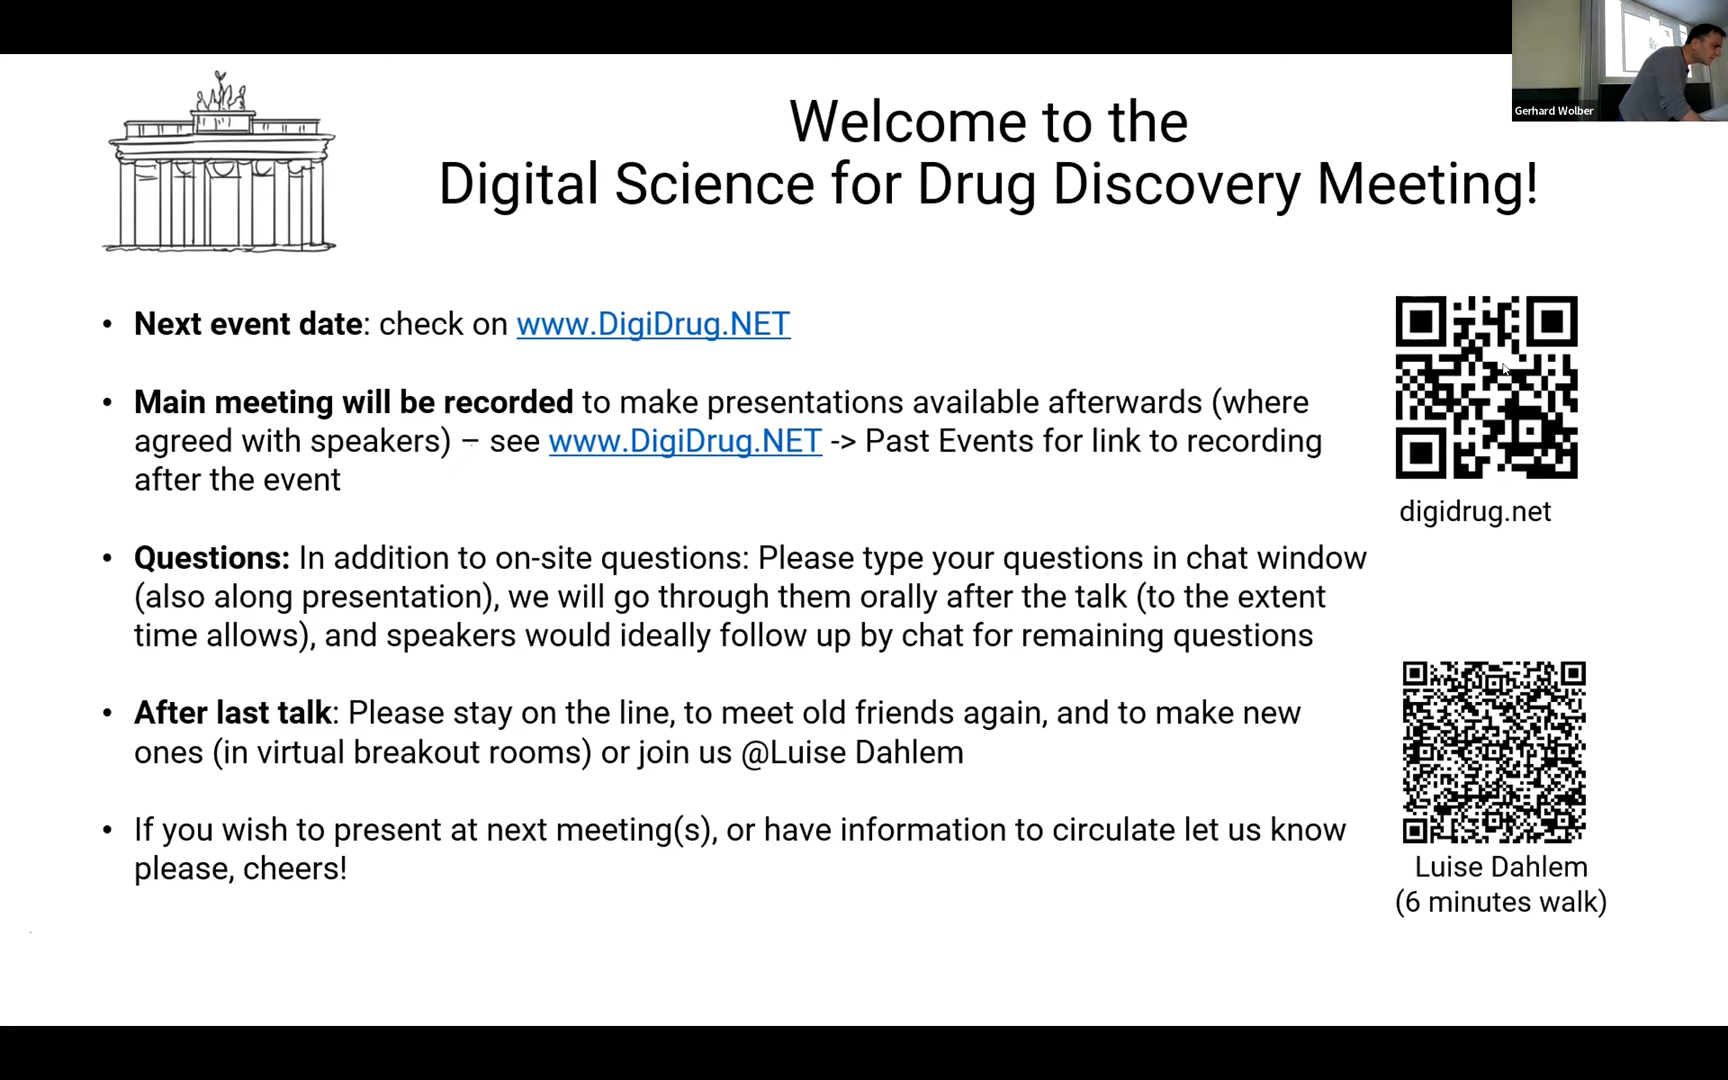 Gerhard Wolber
Welcome to the
Digital Science for Drug Discovery Meeting!
• Next event date: check on www.DigiDrug.NET
• Main meeting will be recorded to make presentations available afterwards (where
agreed with speakers) – see www.DigiDrug.NET -> Past Events for link to recording
after the event
digidrug.net
• Questions: In addition to on-site questions: Please type your questions in chat window
(also along presentation), we will go through them orally after the talk (to the extent
time allows), and speakers would ideally follow up by chat for remaining questions
• After last talk: Please stay on the line, to meet old friends again, and to make new
ones (in virtual breakout rooms) or join us @Luise Dahlem
• If you wish to present at next meeting(s), or have information to circulate let us know
please, cheers!
Luise Dahlem
(6 minutes walk)